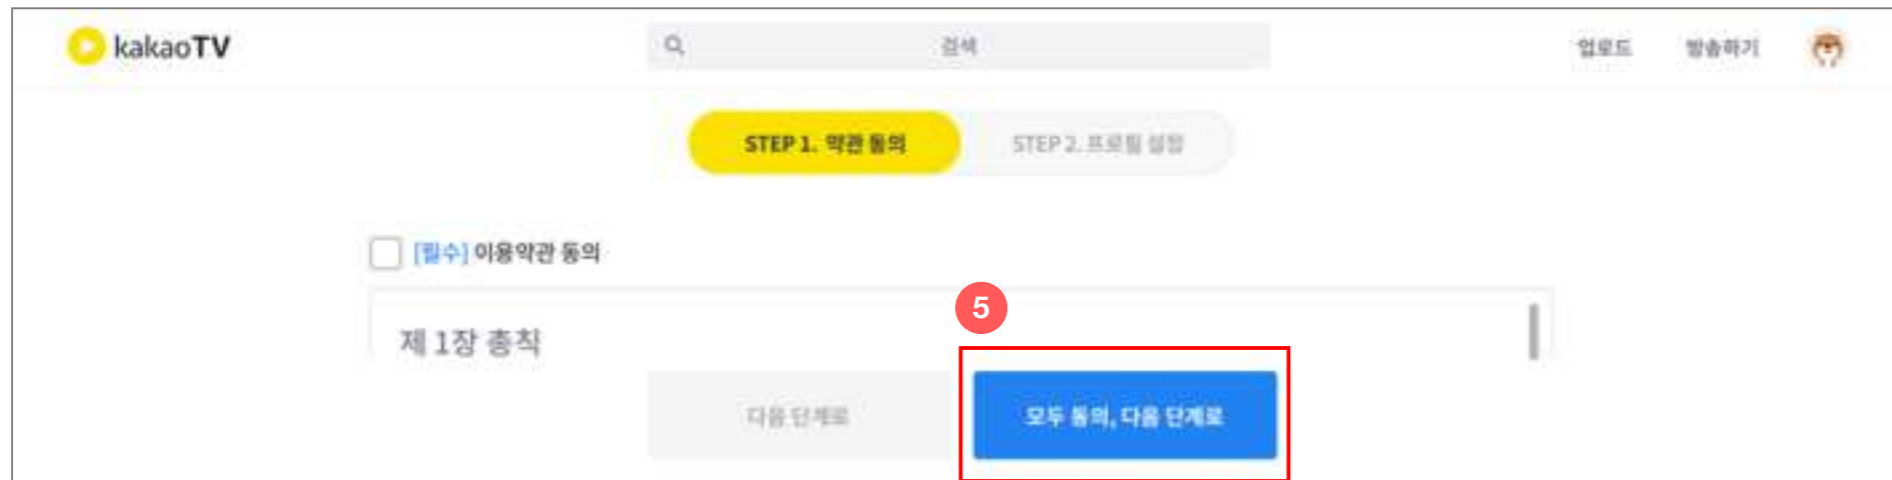 kakaoTV
검색
업로드 방송하기
STEP 1. 약관 동의
STEP 2. 프로필 설정
[필수] 이용약관 동의
5
제 1장 총칙
다음 단계로
모두 동의, 다음 단계로